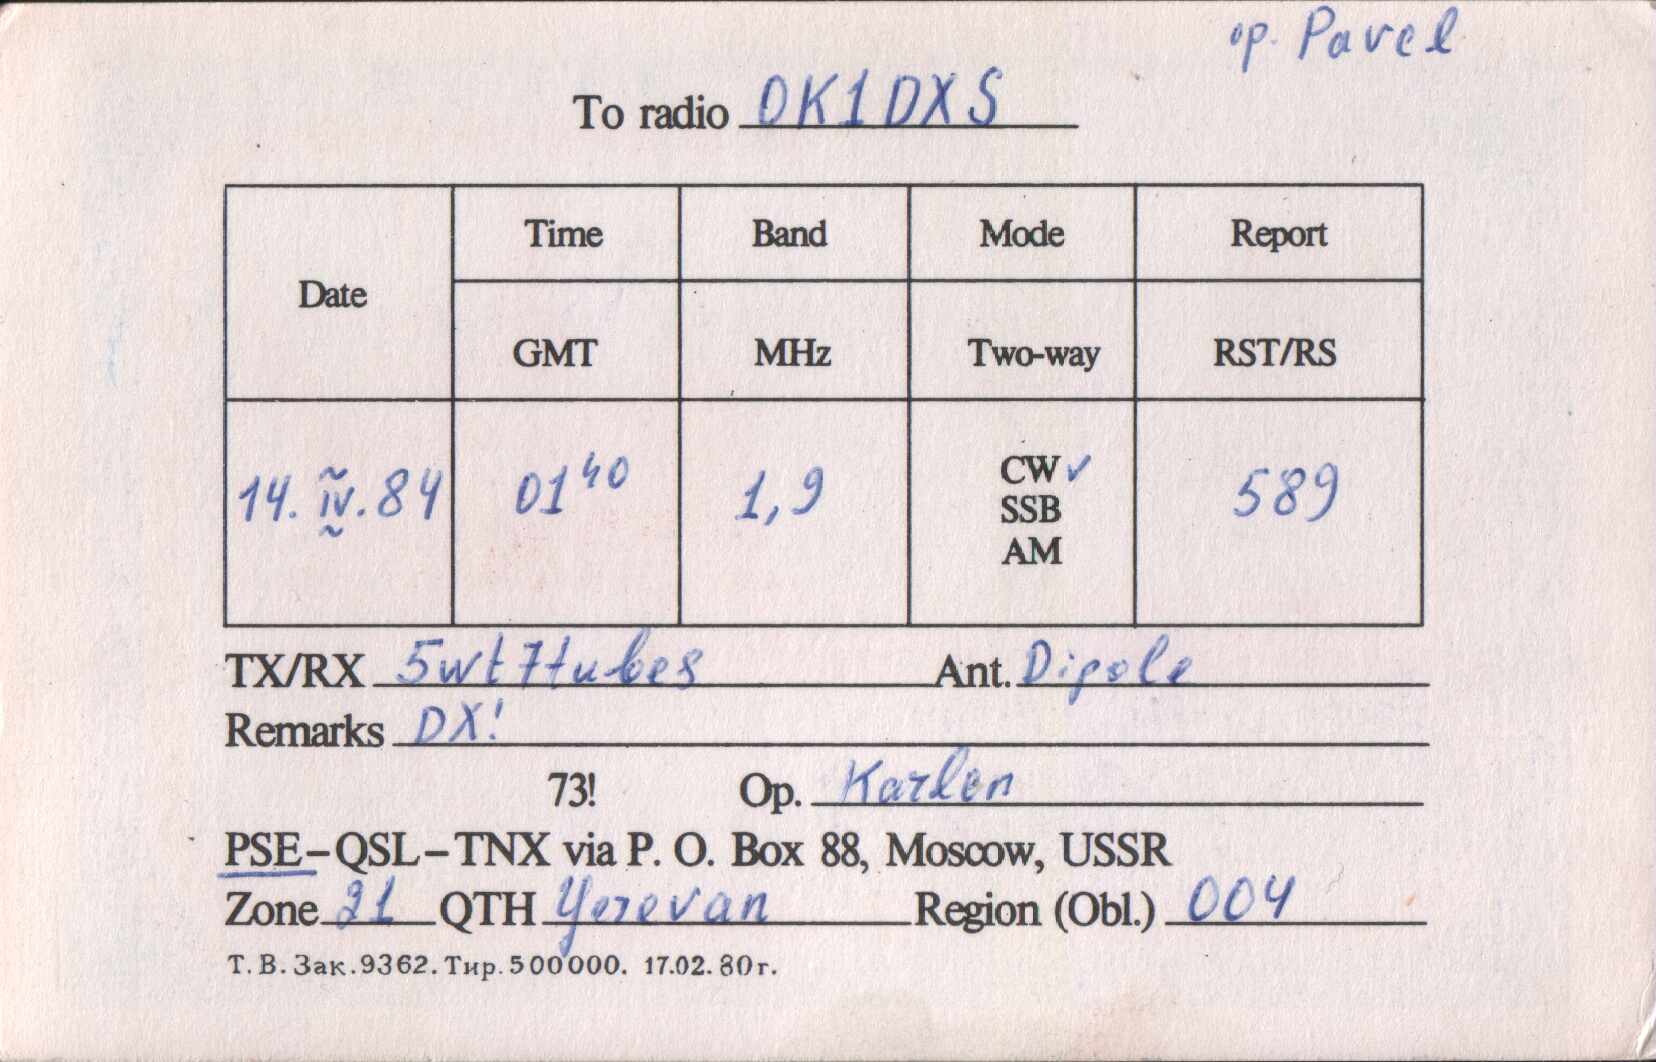 op. Pavel
To radio OK1DXS
Date Time Band Mode Report
GMT MHz Two-way RST/RS
14. IV. 84 01 40 1,9 CW ✓ 589
SSB
AM
TX/RX 5wt 7tubes Ant. Dipole
Remarks DX!
73! Op. Karlen
PSE–QSL–TNX via P. O. Box 88, Moscow, USSR
Zone 21 QTH Yerevan Region (Obl.) 004
Т. В. Зак. 9362. Тир. 500000. 17.02.80г.